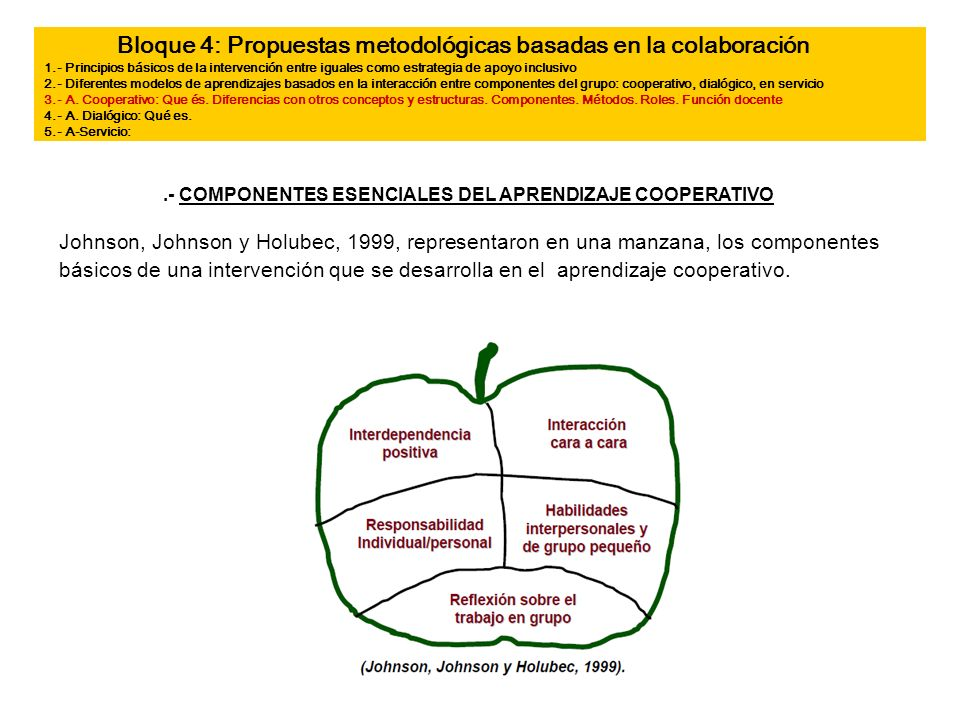 Bloque 4: Propuestas metodológicas basadas en la colaboración
1.- Principios básicos de la intervención entre iguales como estrategia de apoyo inclusivo
2.- Diferentes modelos de aprendizajes basados en la interacción entre componentes del grupo: cooperativo, dialógico, en servicio
3.- A. Cooperativo: Que és. Diferencias con otros conceptos y estructuras. Componentes. Métodos. Roles. Función docente
4.- A. Dialógico: Qué es.
5.- A-Servicio:
.- COMPONENTES ESENCIALES DEL APRENDIZAJE COOPERATIVO
Johnson, Johnson y Holubec, 1999, representaron en una manzana, los componentes
básicos de una intervención que se desarrolla en el aprendizaje cooperativo.
Interdependencia
positiva
Interacción
cara a cara
Responsabilidad
Individual/personal
Habilidades
interpersonales y
de grupo pequeño
Reflexión sobre el
trabajo en grupo
(Johnson, Johnson y Holubec, 1999).